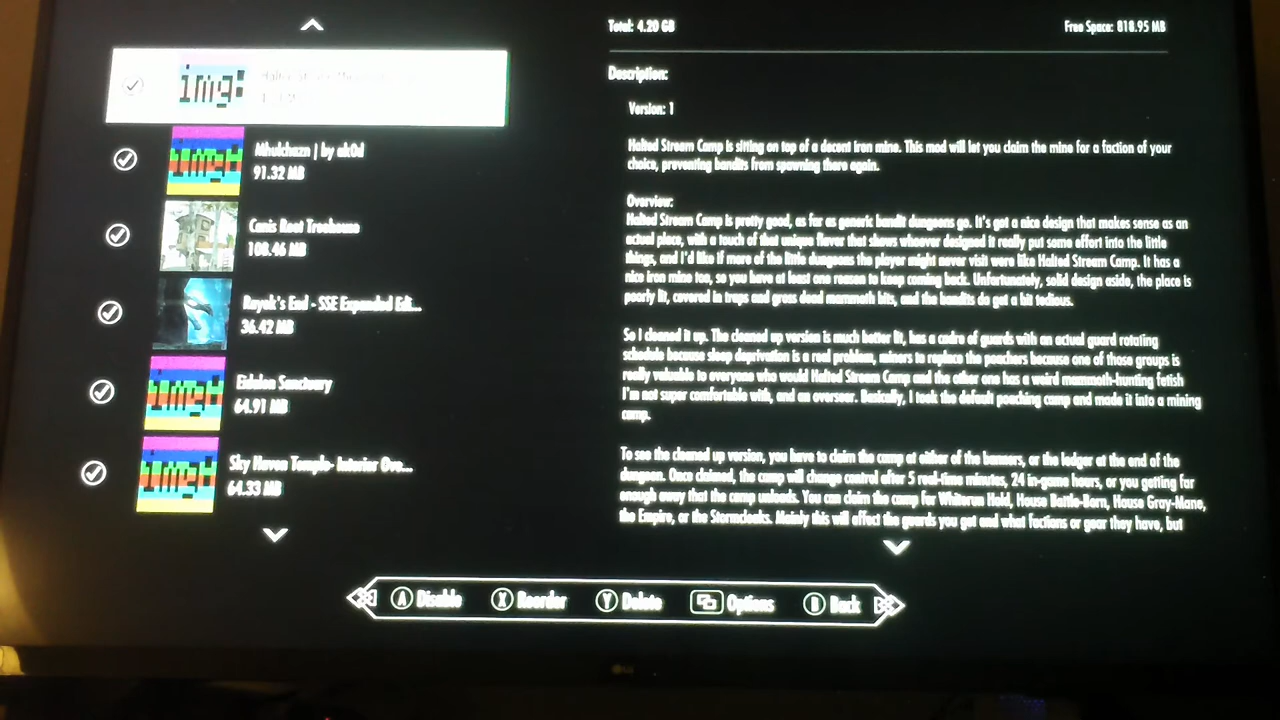 Total: 4.20 GB
Free Space: 818.95 MB
img:
Mhulchazn | by ak0d
91.32 MB
Canis Root Treehouse
108.46 MB
Rayek's End - SSE Expanded Edi...
36.42 MB
Eidolon Sanctuary
64.91 MB
Sky Haven Temple- Interior Ove...
64.33 MB
Description:
Version: 1
Halted Stream Camp is sitting on top of a decent iron mine. This mod will let you claim the mine for a faction of your
choice, preventing bandits from spawning there again.
Overview:
Halted Stream Camp is pretty good, as far as generic bandit dungeons go. It's got a nice design that makes sense as an
actual place, with a touch of that unique flavor that shows whoever designed it really put some effort into the little
things, and I'd like if more of the little dungeons the player might never visit were like Halted Stream Camp. It has a
nice iron mine too, so you have at least one reason to keep coming back. Unfortunately, solid design aside, the place is
poorly lit, covered in traps and gross dead mammoth bits, and the bandits do get a bit tedious.
So I cleaned it up. The cleaned up version is much better lit, has a cadre of guards with an actual guard rotating
schedule because sleep deprivation is a real problem, miners to replace the poachers because one of those groups is
really valuable to everyone who would Halted Stream Camp and the other one has a weird mammoth-hunting fetish
I'm not super comfortable with, and an overseer. Basically, I took the default poaching camp and made it into a mining
camp.
To see the cleaned up version, you have to claim the camp at either of the banners, or the ledger at the end of the
dungeon. Once claimed, the camp will change control after 5 real-time minutes, 24 in-game hours, or you getting far
enough away that the camp unloads. You can claim the camp for Whiterun Hold, House Battle-Born, House Gray-Mane,
the Empire, or the Stormcloaks. Mainly this will affect the guards you get and what factions or gear they have, but
A Disable X Reorder Y Delete Options B Back
LG